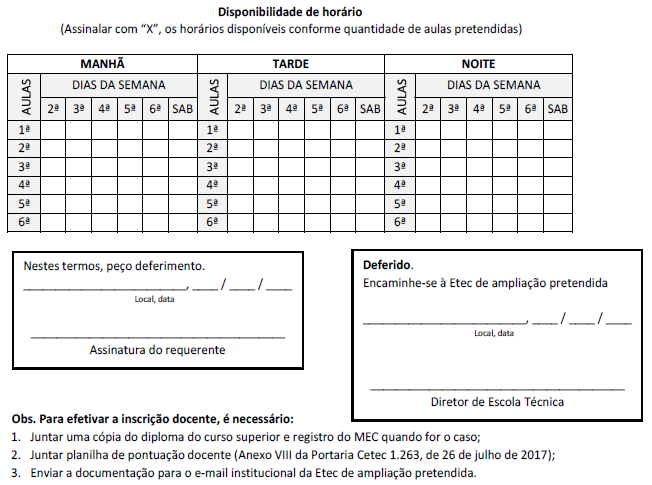 Disponibilidade de horário
(Assinalar com “X”, os horários disponíveis conforme quantidade de aulas pretendidas)
MANHÃ TARDE NOITE
AULAS DIAS DA SEMANA AULAS DIAS DA SEMANA AULAS DIAS DA SEMANA
2ª 3ª 4ª 5ª 6ª SAB 2ª 3ª 4ª 5ª 6ª SAB 2ª 3ª 4ª 5ª 6ª SAB
1ª 1ª 1ª
2ª 2ª 2ª
3ª 3ª 3ª
4ª 4ª 4ª
5ª 5ª 5ª
6ª 6ª 6ª
Nestes termos, peço deferimento.
_________________________, ____ / ____ / ____
Local, data
_______________________________________
Assinatura do requerente
Deferido.
Encaminhe-se à Etec de ampliação pretendida
_________________________, ____ / ____ / ____
Local, data
_______________________________________
Diretor de Escola Técnica
Obs. Para efetivar a inscrição docente, é necessário:
1. Juntar uma cópia do diploma do curso superior e registro do MEC quando for o caso;
2. Juntar planilha de pontuação docente (Anexo VIII da Portaria Cetec 1.263, de 26 de julho de 2017);
3. Enviar a documentação para o e-mail institucional da Etec de ampliação pretendida.